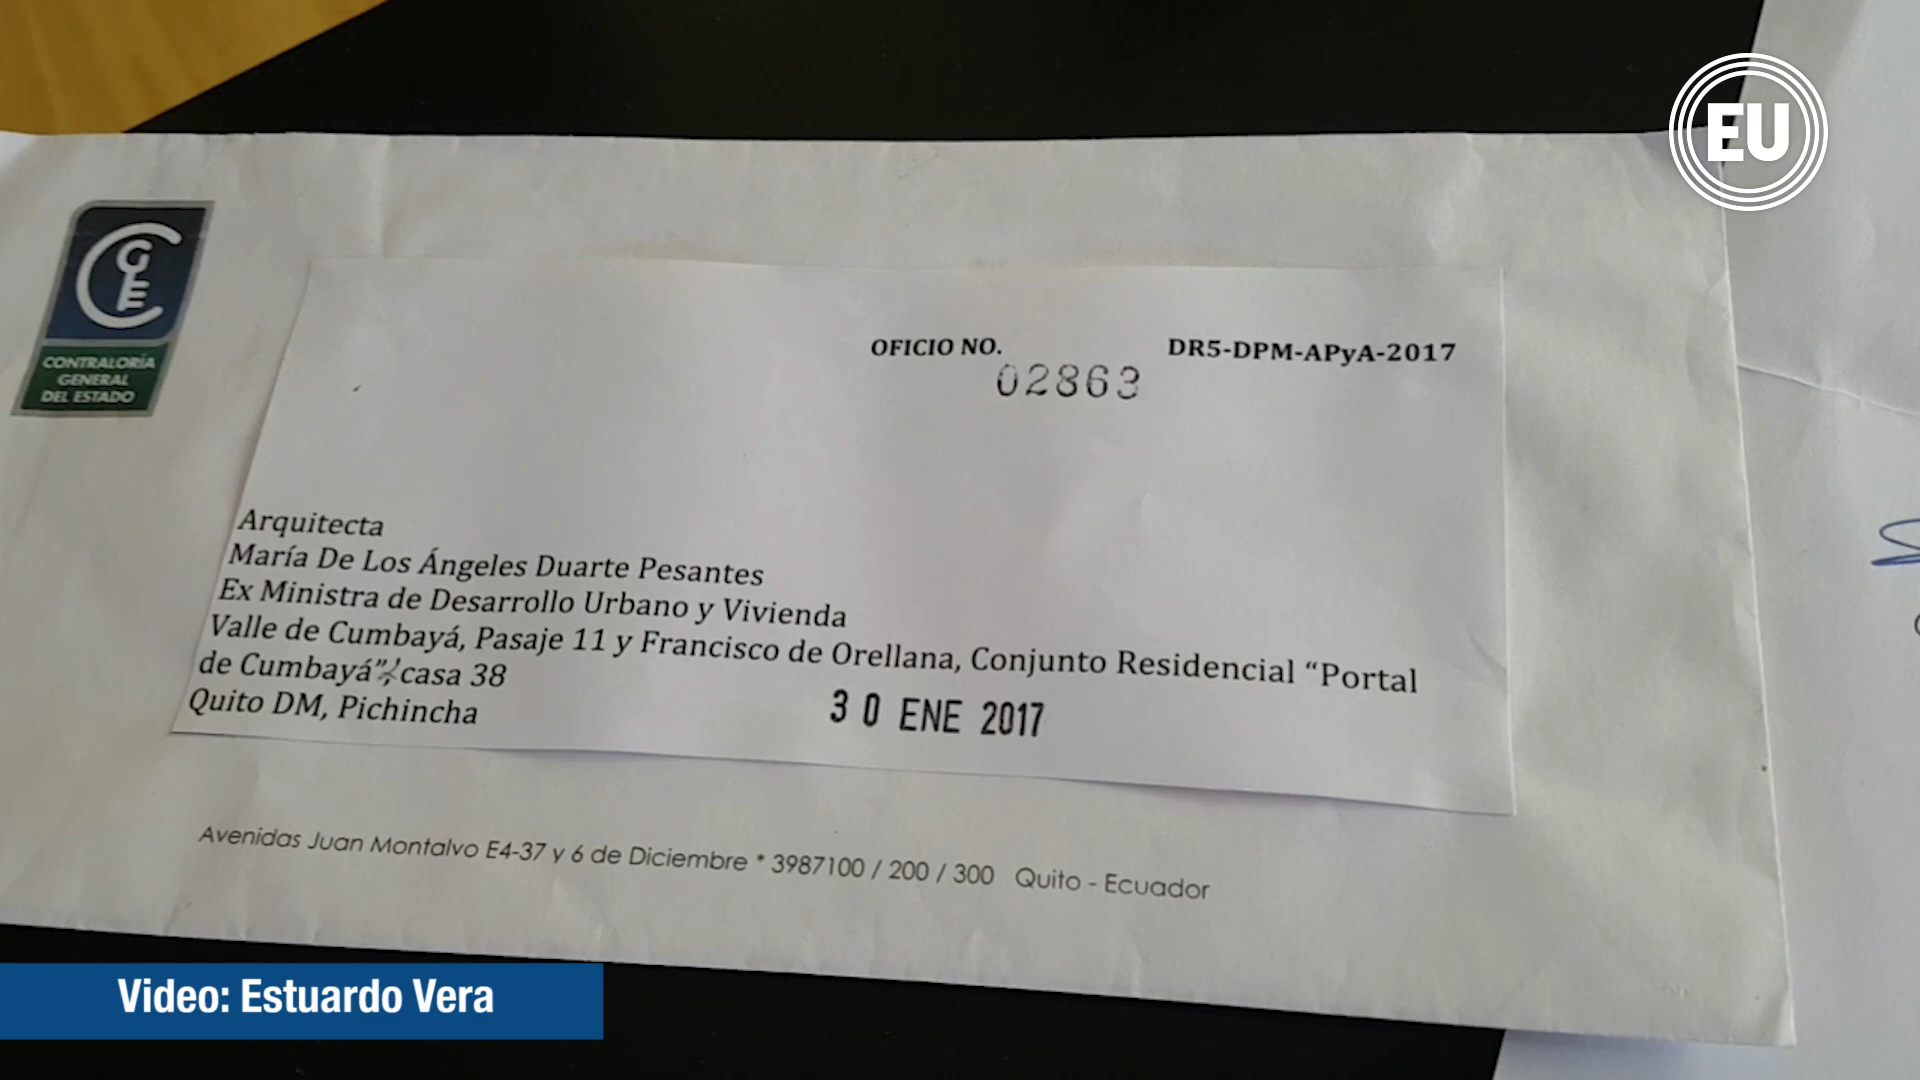 EU
CGE
CONTRALORÍA
GENERAL
DEL ESTADO
OFICIO NO. DR5-DPM-APyA-2017
02863
Arquitecta
María De Los Ángeles Duarte Pesantes
Ex Ministra de Desarrollo Urbano y Vivienda
Valle de Cumbayá, Pasaje 11 y Francisco de Orellana, Conjunto Residencial “Portal
de Cumbayá”, casa 38
Quito DM, Pichincha
30 ENE 2017
Avenidas Juan Montalvo E4-37 y 6 de Diciembre * 3987100 / 200 / 300 Quito - Ecuador
Video: Estuardo Vera